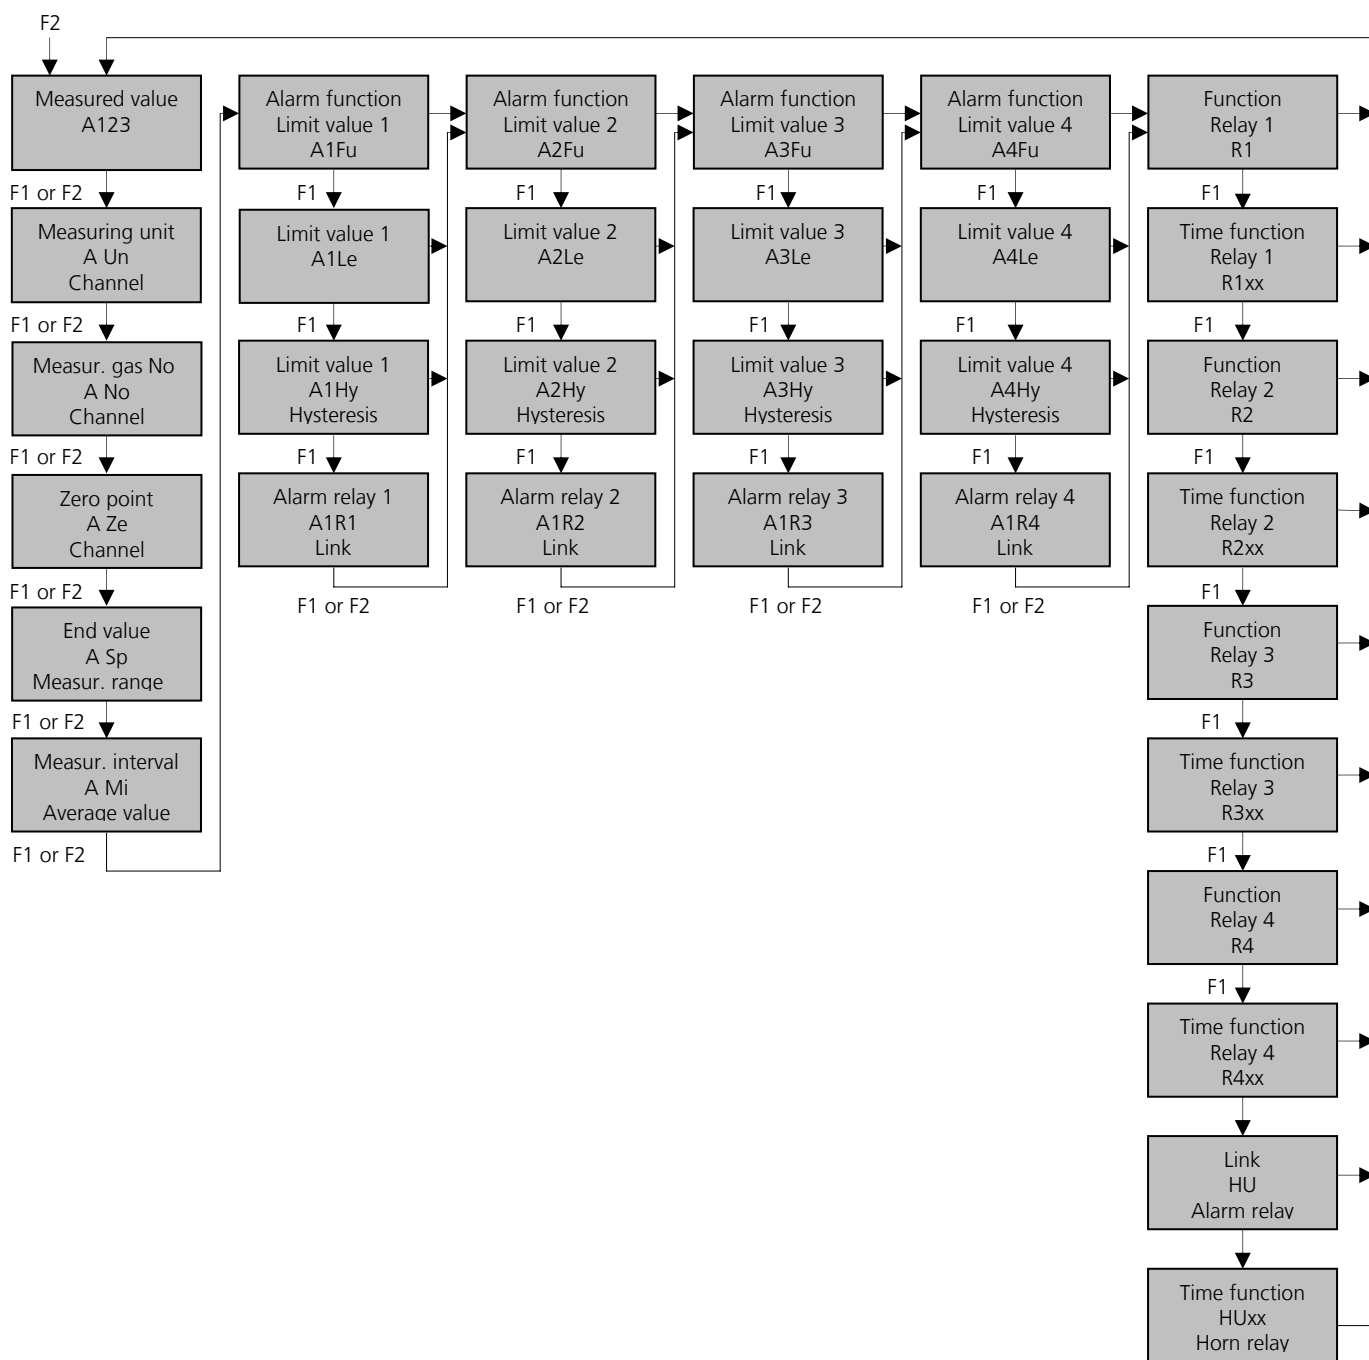 F2
Measured value
A123
F1 or F2
Measuring unit
A Un
Channel
F1 or F2
Measur. gas No
A No
Channel
F1 or F2
Zero point
A Ze
Channel
F1 or F2
End value
A Sp
Measur. range
F1 or F2
Measur. interval
A Mi
Average value
F1 or F2
Alarm function
Limit value 1
A1Fu
F1
Limit value 1
A1Le
F1
Limit value 1
A1Hy
Hysteresis
F1
Alarm relay 1
A1R1
Link
F1 or F2
Alarm function
Limit value 2
A2Fu
F1
Limit value 2
A2Le
F1
Limit value 2
A2Hy
Hysteresis
F1
Alarm relay 2
A1R2
Link
F1 or F2
Alarm function
Limit value 3
A3Fu
F1
Limit value 3
A3Le
F1
Limit value 3
A3Hy
Hysteresis
F1
Alarm relay 3
A1R3
Link
F1 or F2
Alarm function
Limit value 4
A4Fu
F1
Limit value 4
A4Le
F1
Limit value 4
A4Hy
Hysteresis
F1
Alarm relay 4
A1R4
Link
F1 or F2
Function
Relay 1
R1
F1
Time function
Relay 1
R1xx
F1
Function
Relay 2
R2
F1
Time function
Relay 2
R2xx
F1
Function
Relay 3
R3
F1
Time function
Relay 3
R3xx
F1
Function
Relay 4
R4
F1
Time function
Relay 4
R4xx
Link
HU
Alarm relay
Time function
HUxx
Horn relay